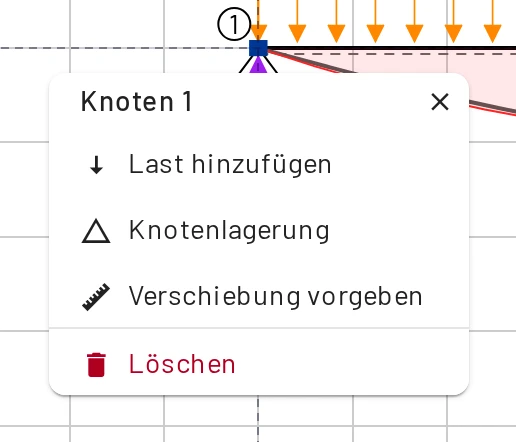 1
Knoten 1
Last hinzufügen
Knotenlagerung
Verschiebung vorgeben
Löschen